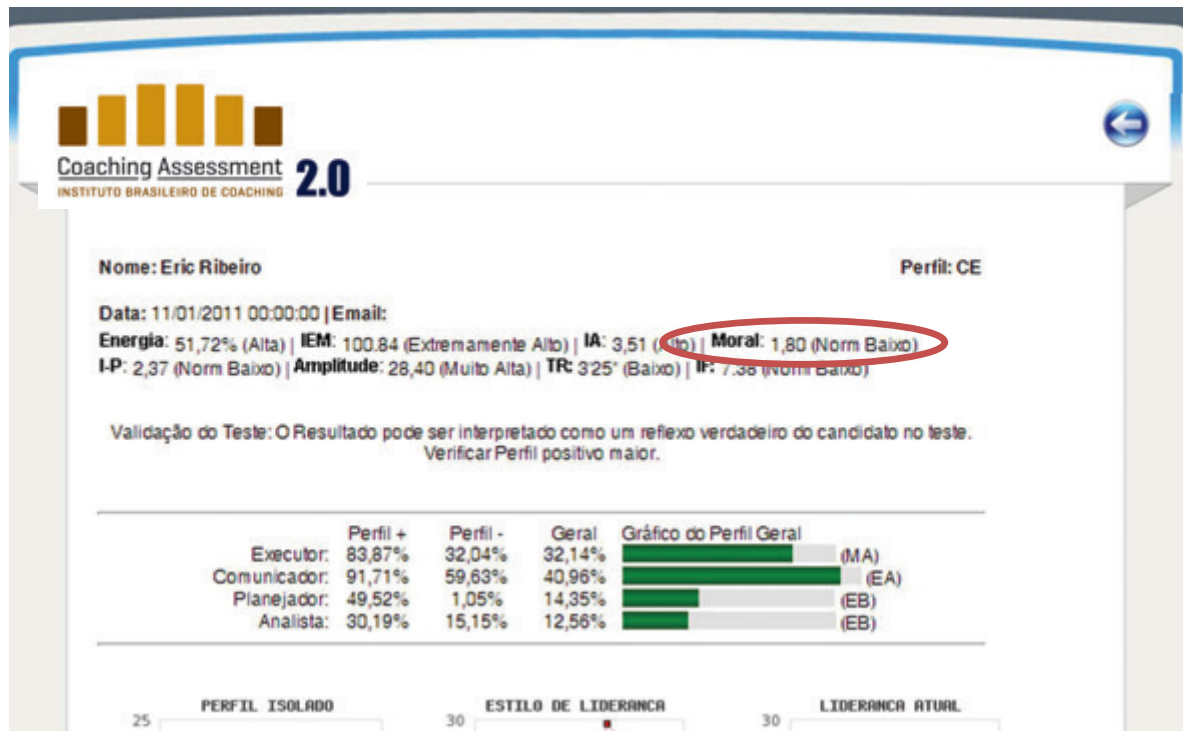 Coaching Assessment 2.0
INSTITUTO BRASILEIRO DE COACHING
Nome: Eric Ribeiro Perfil: CE
Data: 11/01/2011 00:00:00 | Email:
Energia: 51,72% (Alta) | IEM: 100.84 (Extremamente Alto) | IA: 3,51 (Alto) | Moral: 1,80 (Norm Baixo)
I-P: 2,37 (Norm Baixo) | Amplitude: 28,40 (Muito Alta) | TR: 3'25" (Baixo) | IF: 7.38 (Norm Baixo)
Validação do Teste: O Resultado pode ser interpretado como um reflexo verdadeiro do candidato no teste.
Verificar Perfil positivo maior.
Perfil + Perfil - Geral Gráfico do Perfil Geral
Executor: 83,87% 32,04% 32,14% (MA)
Comunicador: 91,71% 59,63% 40,96% (EA)
Planejador: 49,52% 1,05% 14,35% (EB)
Analista: 30,19% 15,15% 12,56% (EB)
PERFIL ISOLADO ESTILO DE LIDERANCA LIDERANCA ATUAL
25 30 30